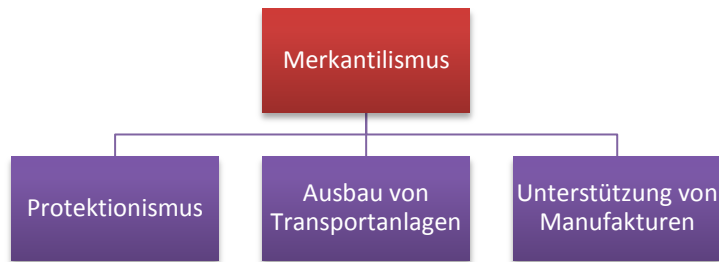 Merkantilismus
Protektionismus
Ausbau von
Transportanlagen
Unterstützung von
Manufakturen